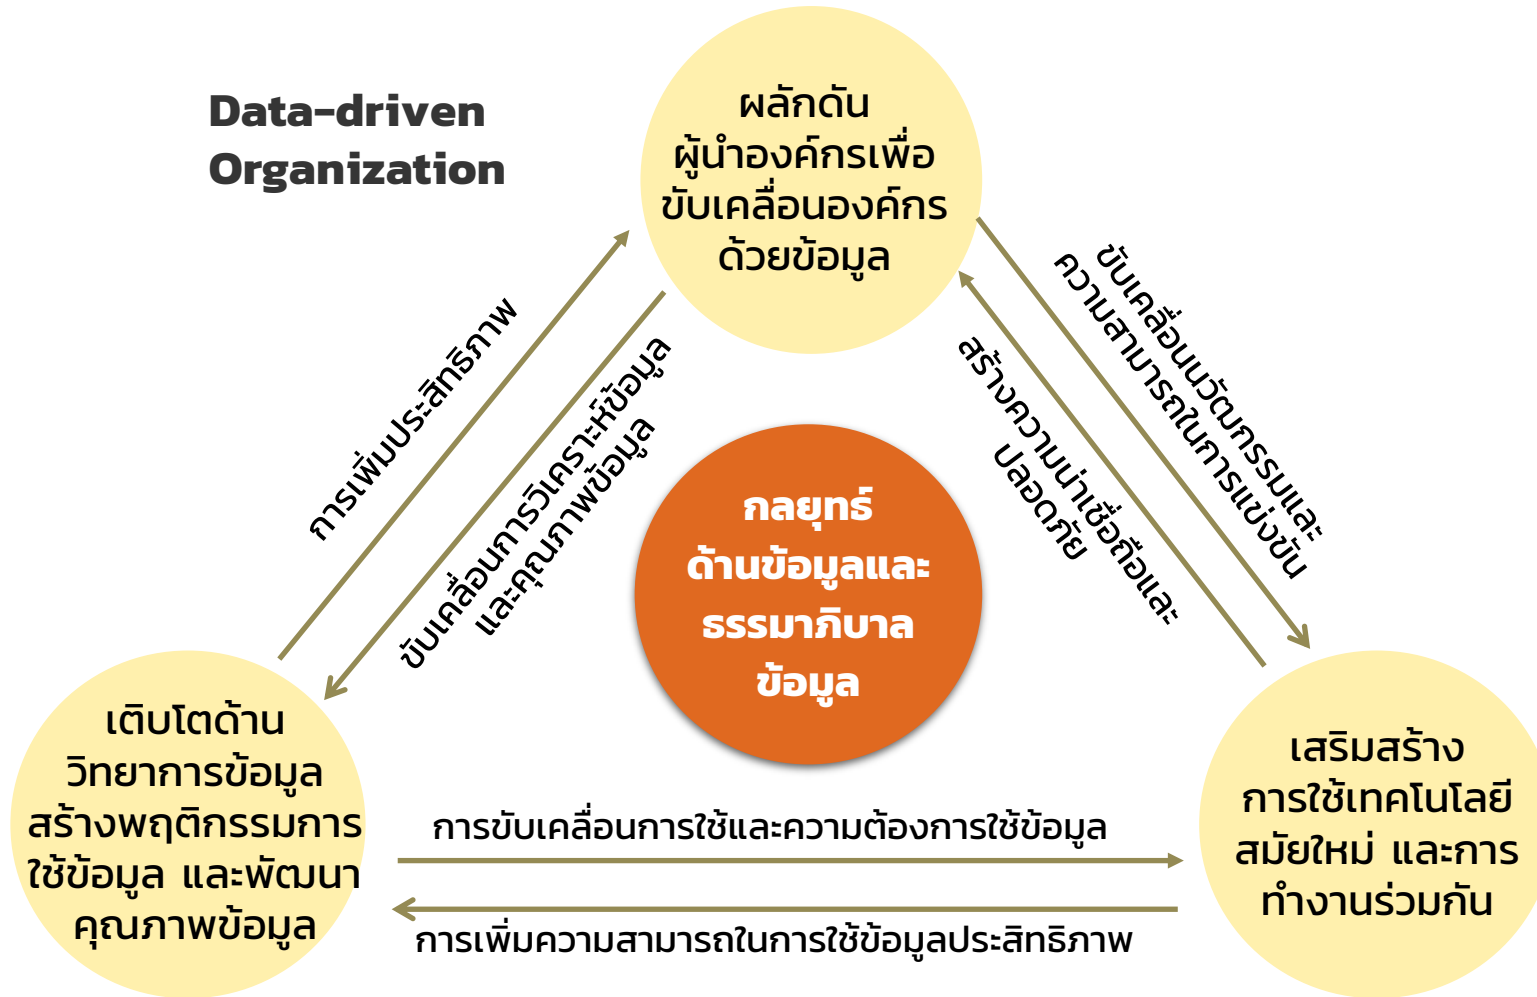 Data-driven
Organization
ผลักดัน
ผู้นำองค์กรเพื่อ
ขับเคลื่อนองค์กร
ด้วยข้อมูล
การเพิ่มประสิทธิภาพ
ขับเคลื่อนการวิเคราะห์ข้อมูล
และคุณภาพข้อมูล
ขับเคลื่อนนวัฒกรรมและ
ความสามารถในการแข่งขัน
สร้างความน่าเชื่อถือและ
ปลอดภัย
กลยุทธ์
ด้านข้อมูลและ
ธรรมาภิบาล
ข้อมูล
เติบโตด้าน
วิทยาการข้อมูล
สร้างพฤติกรรมการ
ใช้ข้อมูล และพัฒนา
คุณภาพข้อมูล
การขับเคลื่อนการใช้และความต้องการใช้ข้อมูล
การเพิ่มความสามารถในการใช้ข้อมูลประสิทธิภาพ
เสริมสร้าง
การใช้เทคโนโลยี
สมัยใหม่ และการ
ทำงานร่วมกัน